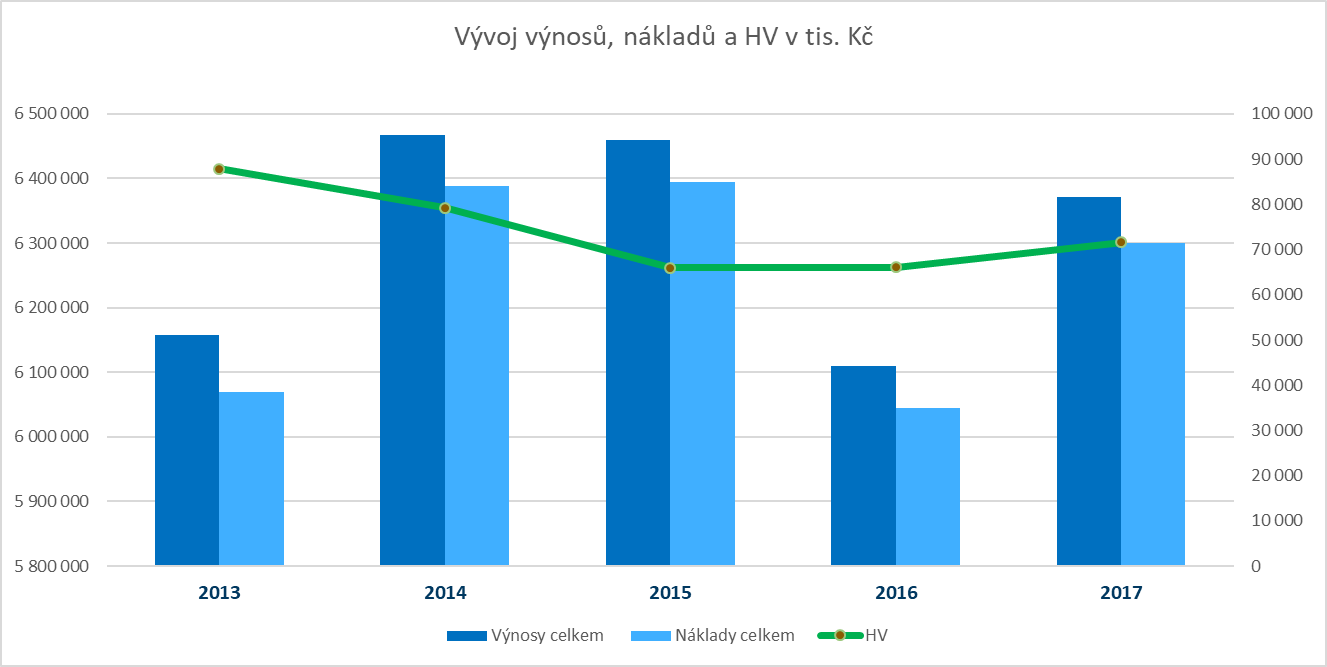 Vývoj výnosů, nákladů a HV v tis. Kč
6 500 000
6 400 000
6 300 000
6 200 000
6 100 000
6 000 000
5 900 000
5 800 000
100 000
90 000
80 000
70 000
60 000
50 000
40 000
30 000
20 000
10 000
0
2013 2014 2015 2016 2017
Výnosy celkem Náklady celkem HV